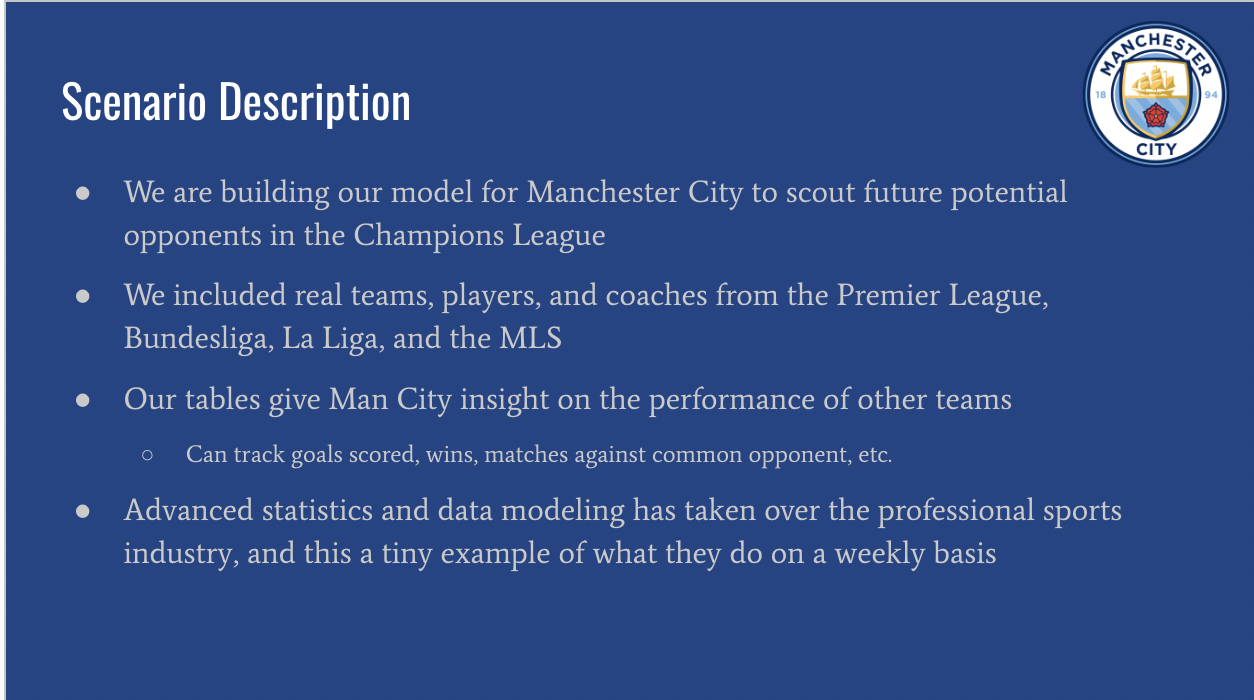 MANCHESTER
18 94
CITY
Scenario Description
● We are building our model for Manchester City to scout future potential
opponents in the Champions League
● We included real teams, players, and coaches from the Premier League,
Bundesliga, La Liga, and the MLS
● Our tables give Man City insight on the performance of other teams
○ Can track goals scored, wins, matches against common opponent, etc.
● Advanced statistics and data modeling has taken over the professional sports
industry, and this a tiny example of what they do on a weekly basis